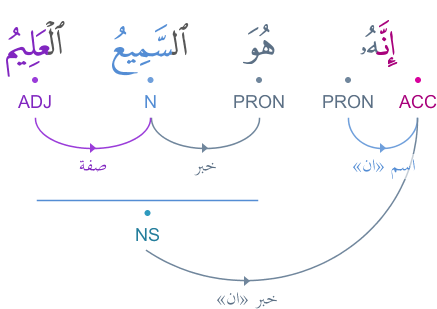 إِنَّهُۥ هُوَ ٱلسَّمِيعُ ٱلْعَلِيمُ
ACC PRON PRON N ADJ
اسم «ان» خبر صفة
NS
خبر «ان»